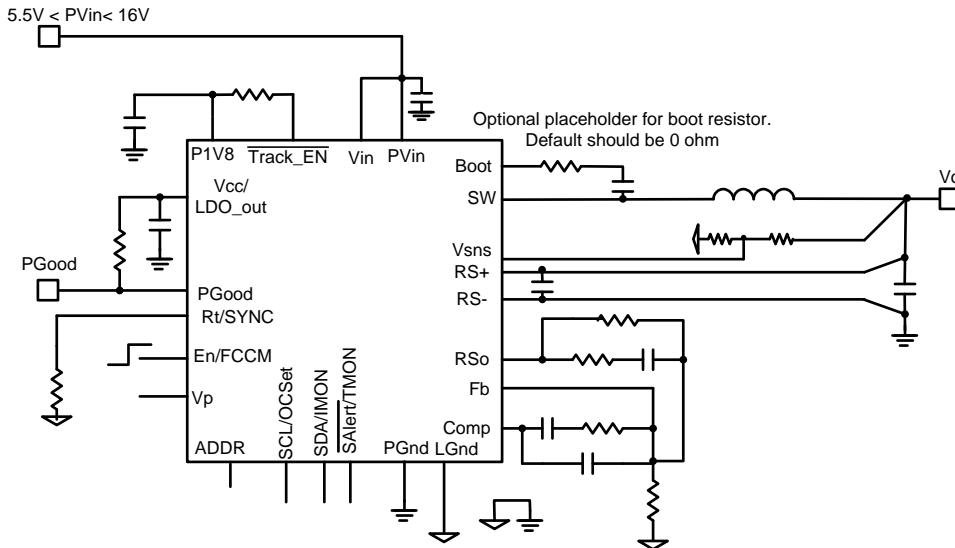 5.5V < PVin< 16V
Optional placeholder for boot resistor.
Default should be 0 ohm
P1V8
Track_EN
Vin
PVin
Boot
Vcc/
LDO_out
SW
Vo
Vsns
PGood
RS+
PGood
RS-
Rt/SYNC
En/FCCM
RSo
Vp
Fb
Comp
ADDR
SCL/OCSet
SDA/IMON
SAlert/TMON
PGnd
LGnd